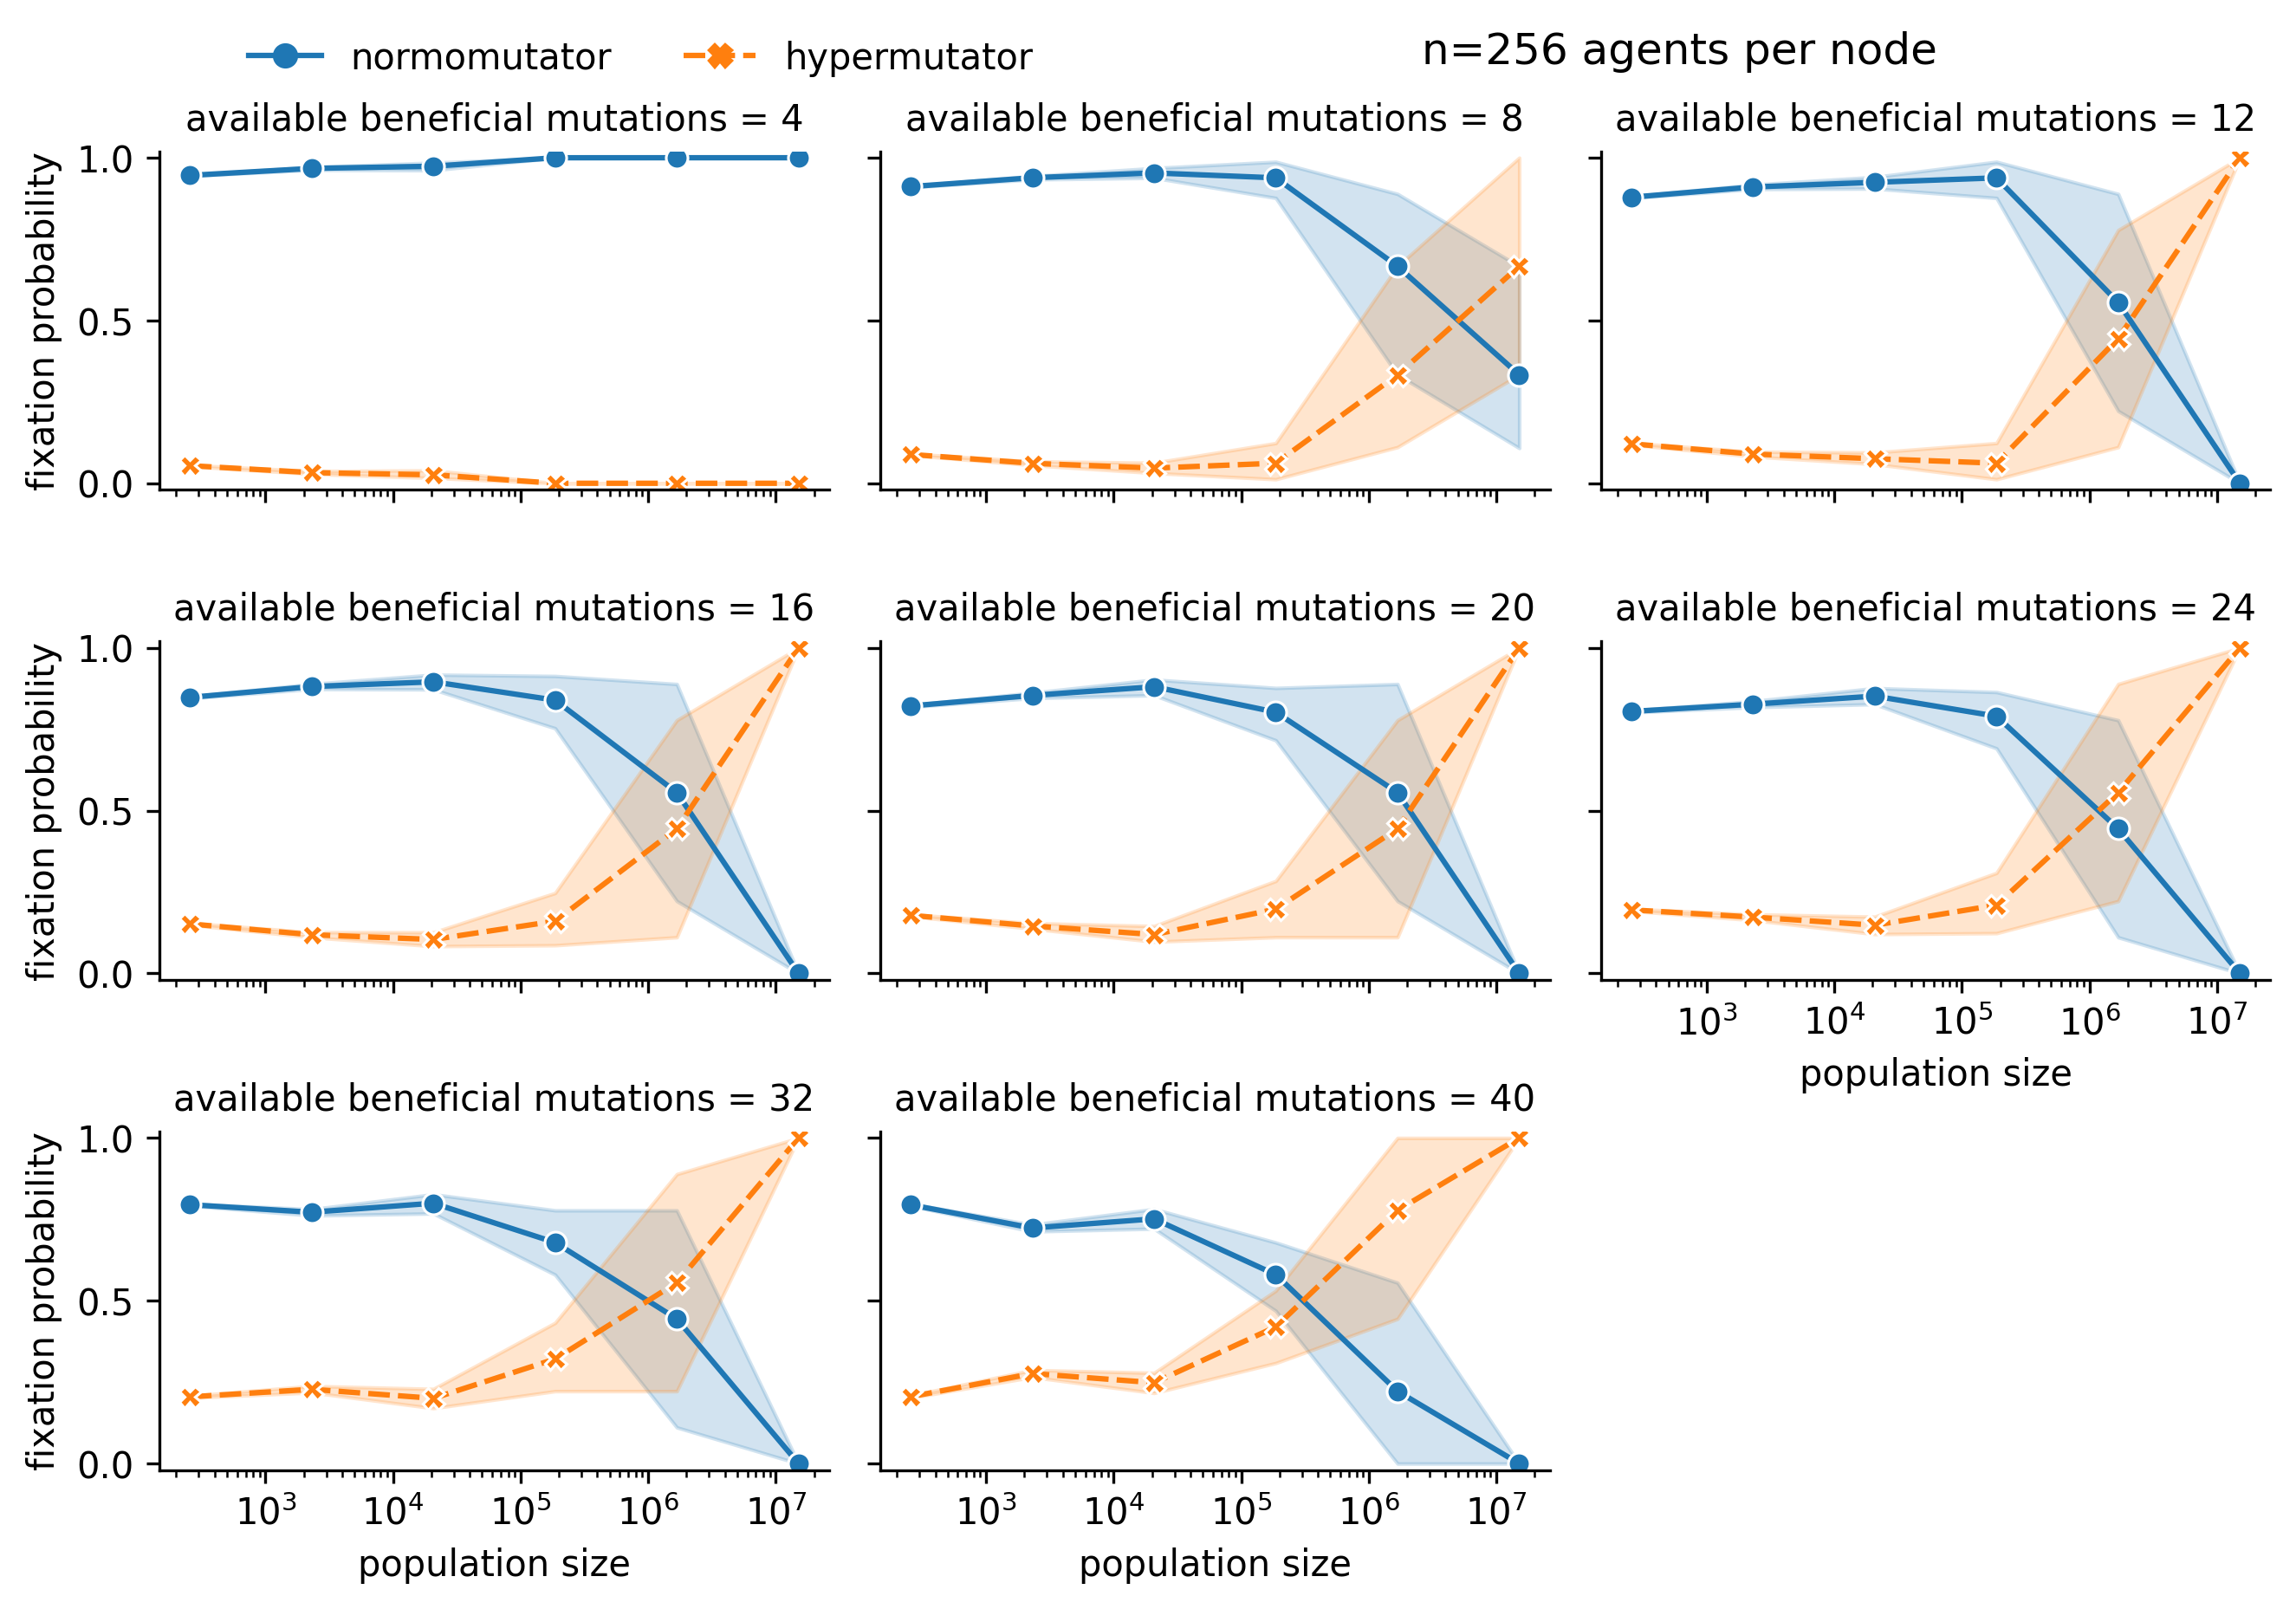 normomutator hypermutator n=256 agents per node
available beneficial mutations = 4 available beneficial mutations = 8 available beneficial mutations = 12
fixation probability
1.0
0.5
0.0
available beneficial mutations = 16 available beneficial mutations = 20 available beneficial mutations = 24
fixation probability
1.0
0.5
0.0
10³ 10⁴ 10⁵ 10⁶ 10⁷
population size
available beneficial mutations = 32 available beneficial mutations = 40
fixation probability
1.0
0.5
0.0
10³ 10⁴ 10⁵ 10⁶ 10⁷ 10³ 10⁴ 10⁵ 10⁶ 10⁷
population size population size